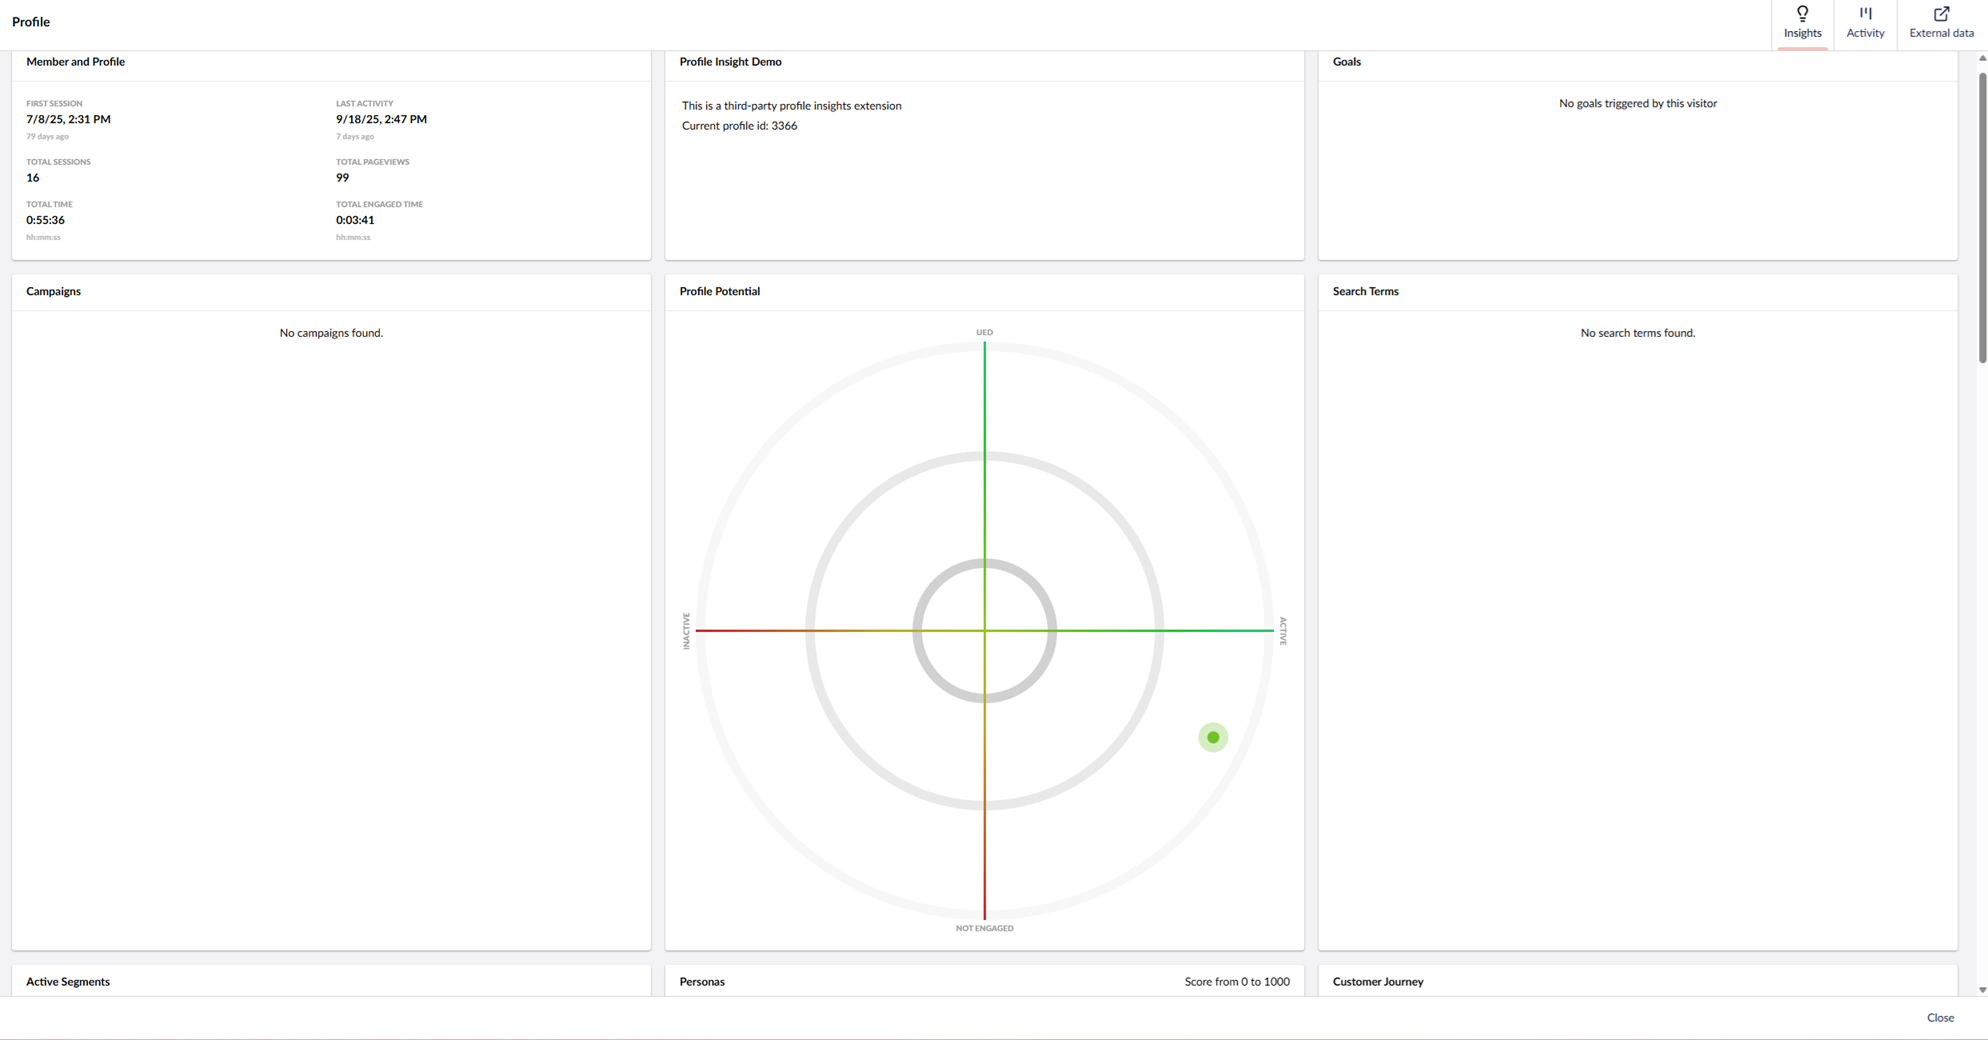 Profile
Insights
Activity
External data
Member and Profile
FIRST SESSION
7/8/25, 2:31 PM
79 days ago
LAST ACTIVITY
9/18/25, 2:47 PM
7 days ago
TOTAL SESSIONS
16
TOTAL PAGEVIEWS
99
TOTAL TIME
0:55:36
hh:mm:ss
TOTAL ENGAGED TIME
0:03:41
hh:mm:ss
Profile Insight Demo
This is a third-party profile insights extension
Current profile id: 3366
Goals
No goals triggered by this visitor
Campaigns
No campaigns found.
Profile Potential
UED
INACTIVE
ACTIVE
NOT ENGAGED
Search Terms
No search terms found.
Active Segments
Personas
Score from 0 to 1000
Customer Journey
Close